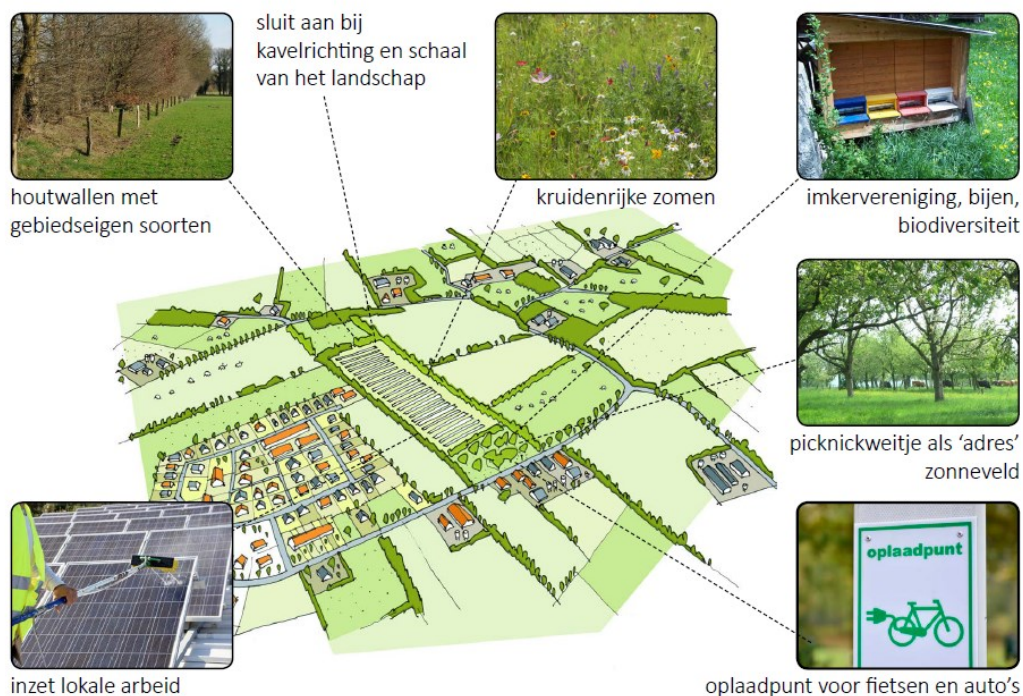 sluit aan bij
kavelrichting en schaal
van het landschap
houtwallen met
gebiedseigen soorten
kruidenrijke zomen
imkervereniging, bijen,
biodiversiteit
picknickweitje als ‘adres’
zonneveld
oplaadpunt
inzet lokale arbeid
oplaadpunt voor fietsen en auto’s